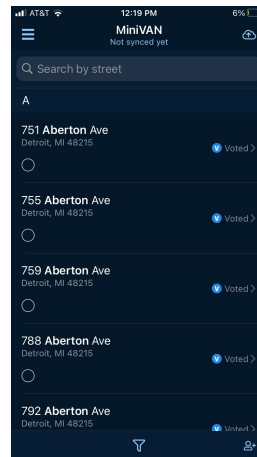 AT&T 12:19 PM 6%
MiniVAN
Not synced yet
Search by street
A
751 Aberton Ave
Detroit, MI 48215
V Voted
755 Aberton Ave
Detroit, MI 48215
V Voted
759 Aberton Ave
Detroit, MI 48215
V Voted
788 Aberton Ave
Detroit, MI 48215
V Voted
792 Aberton Ave
Detroit, MI 48215
V Voted